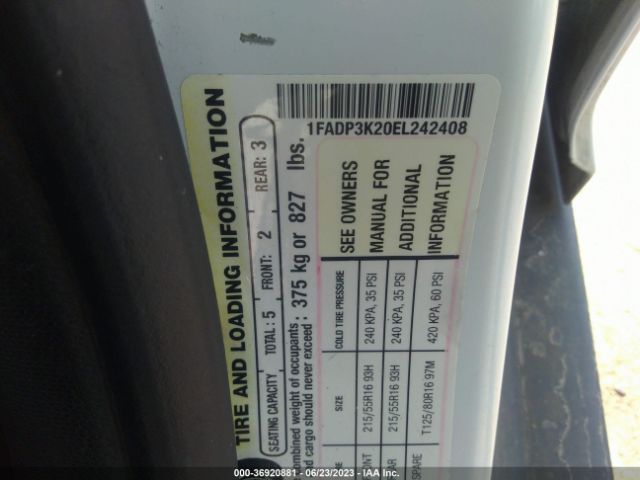 1FADP3K20EL242408
TIRE AND LOADING INFORMATION
SEATING CAPACITY TOTAL: 5 FRONT: 2 REAR: 3
combined weight of occupants : 375 kg or 827 lbs.
and cargo should never exceed :
SIZE COLD TIRE PRESSURE SEE OWNERS
215/55R16 93H 240 KPA, 35 PSI MANUAL FOR
215/55R16 93H 240 KPA, 35 PSI ADDITIONAL
SPARE T125/80R16 97M 420 KPA, 60 PSI INFORMATION
000-36920881 - 06/23/2023 - IAA Inc.